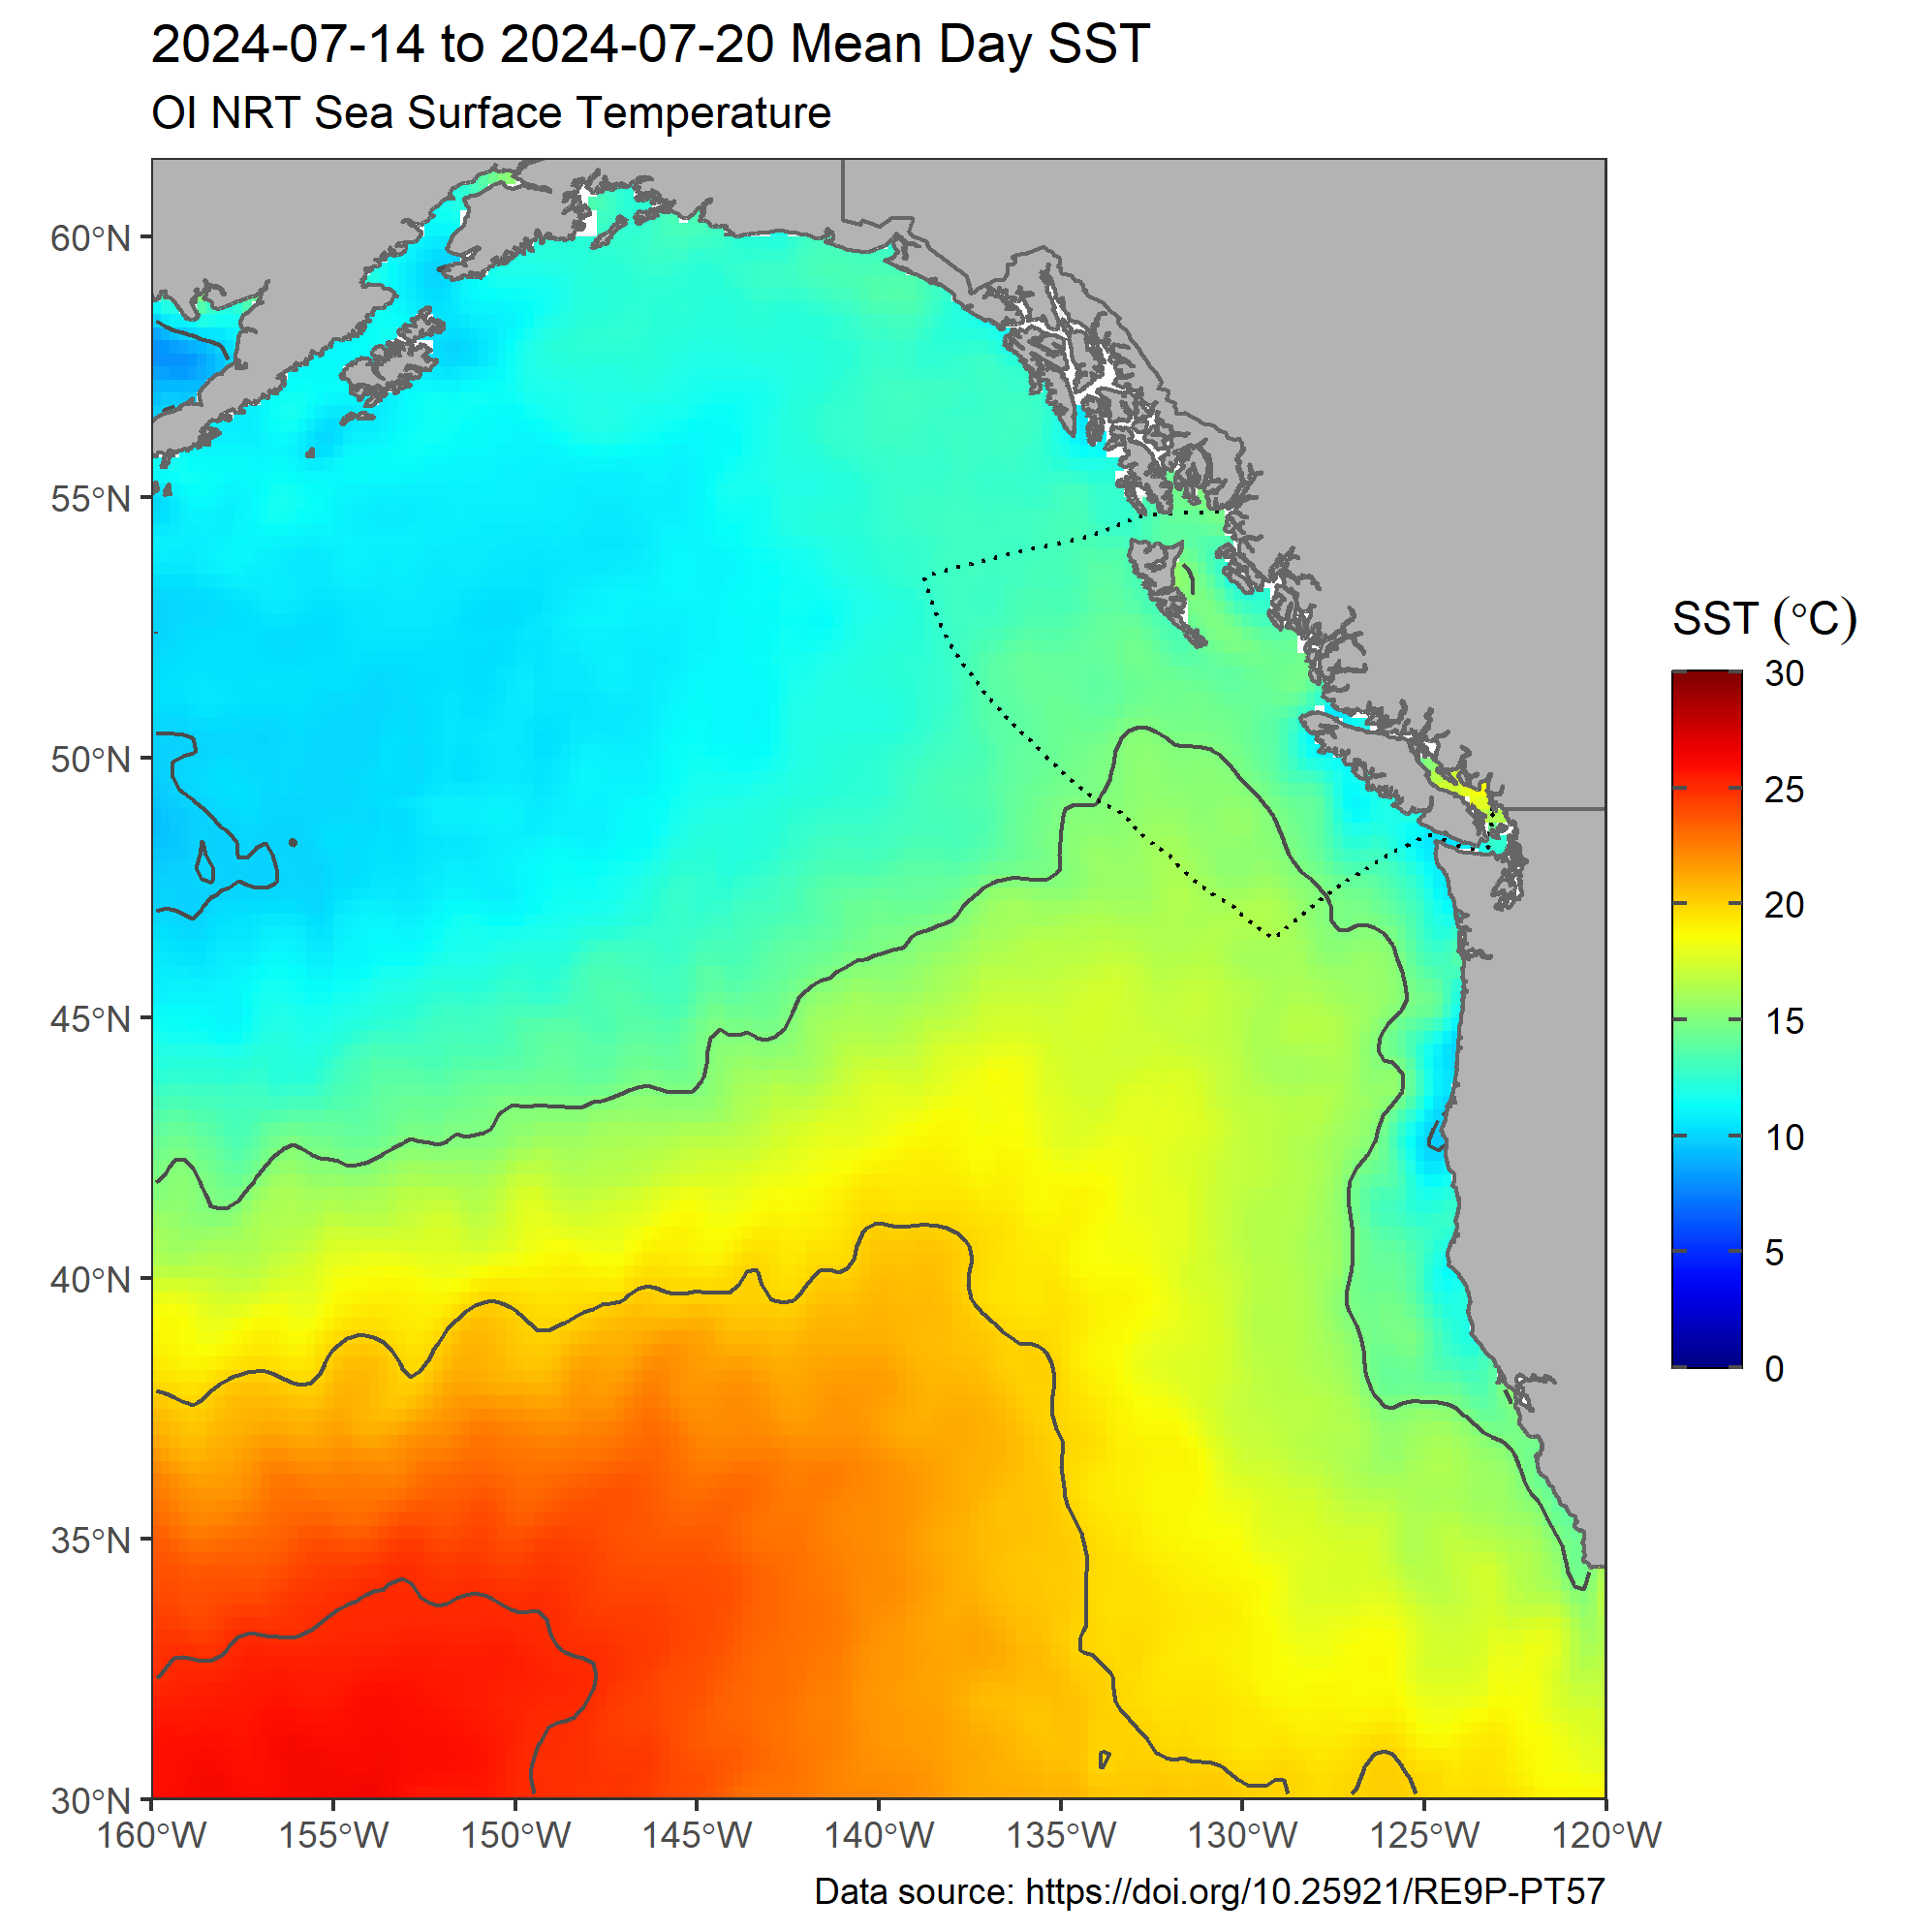 2024-07-14 to 2024-07-20 Mean Day SST
OI NRT Sea Surface Temperature
60°N
55°N
50°N
45°N
40°N
35°N
30°N
160°W 155°W 150°W 145°W 140°W 135°W 130°W 125°W 120°W
SST (°C)
30
25
20
15
10
5
0
Data source: https://doi.org/10.25921/RE9P-PT57